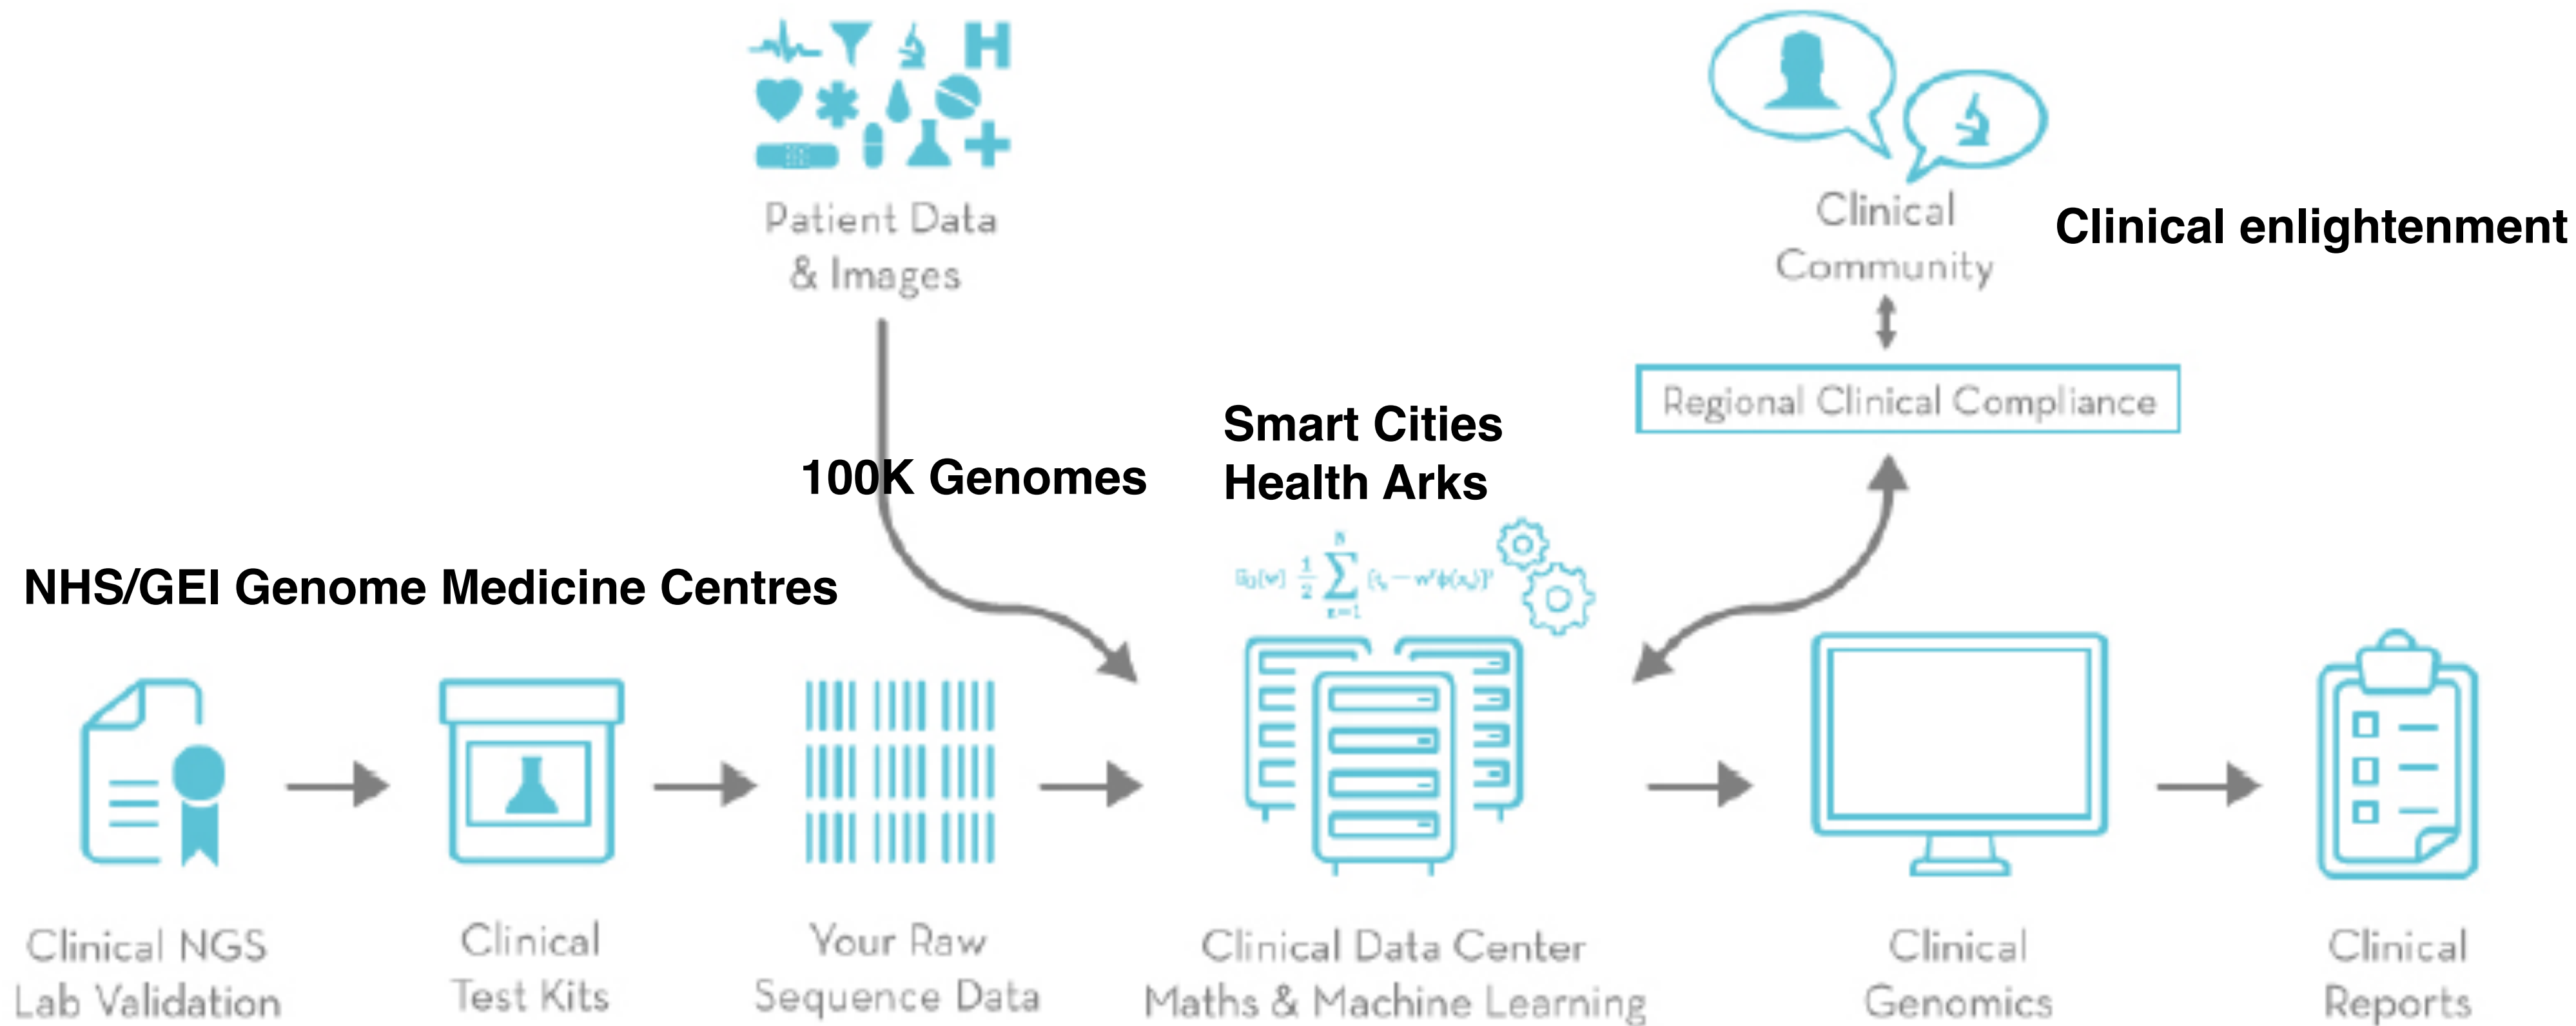 H
Patient Data
& Images
Clinical
Community
Clinical enlightenment
Regional Clinical Compliance
Smart Cities
Health Arks
100K Genomes
NHS/GEI Genome Medicine Centres
Clinical NGS
Lab Validation
Clinical
Test Kits
Your Raw
Sequence Data
Clinical Data Center
Maths & Machine Learning
Clinical
Genomics
Clinical
Reports